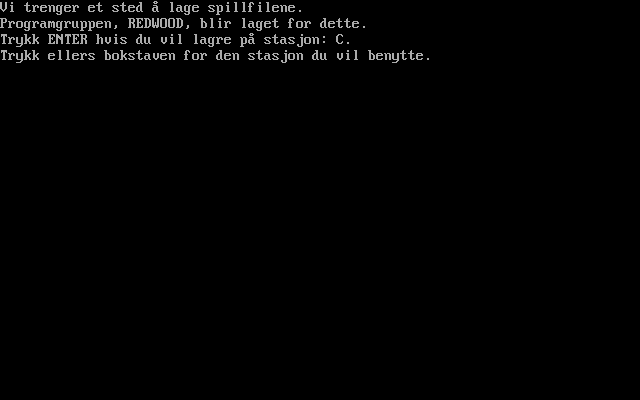 Vi trenger et sted å lage spillfilene.
Programgruppen, REDWOOD, blir laget for dette.
Trykk ENTER hvis du vil lagre på stasjon: C.
Trykk ellers bokstaven for den stasjon du vil benytte.